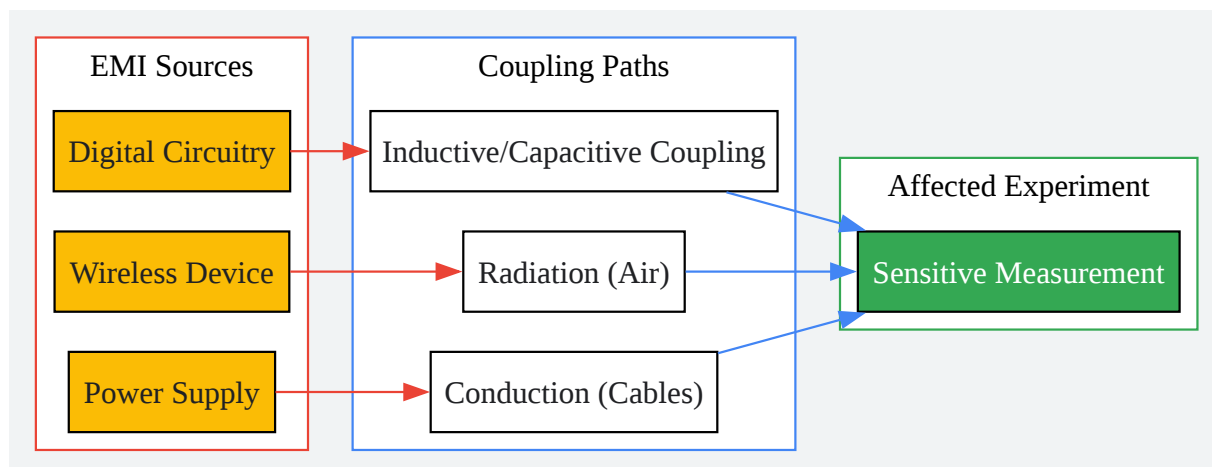 EMI Sources
Digital Circuitry
Wireless Device
Power Supply
Coupling Paths
Inductive/Capacitive Coupling
Radiation (Air)
Conduction (Cables)
Affected Experiment
Sensitive Measurement